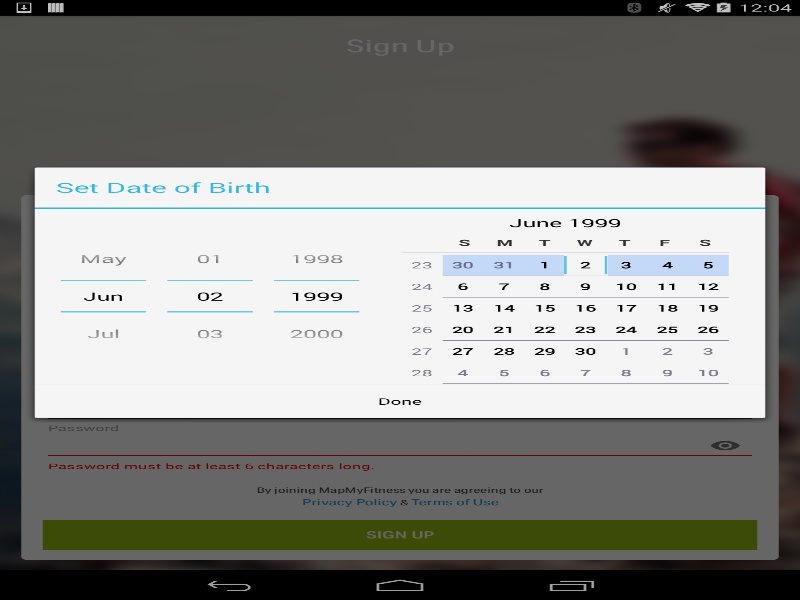 12:04
Sign Up
Set Date of Birth
May 01 1998
Jun 02 1999
Jul 03 2000
June 1999
S M T W T F S
23 30 31 1 2 3 4 5
24 6 7 8 9 10 11 12
25 13 14 15 16 17 18 19
26 20 21 22 23 24 25 26
27 27 28 29 30 1 2 3
28 4 5 6 7 8 9 10
Done
Password
Password must be at least 6 characters long.
By joining MapMyFitness you are agreeing to our
Privacy Policy & Terms of Use
SIGN UP